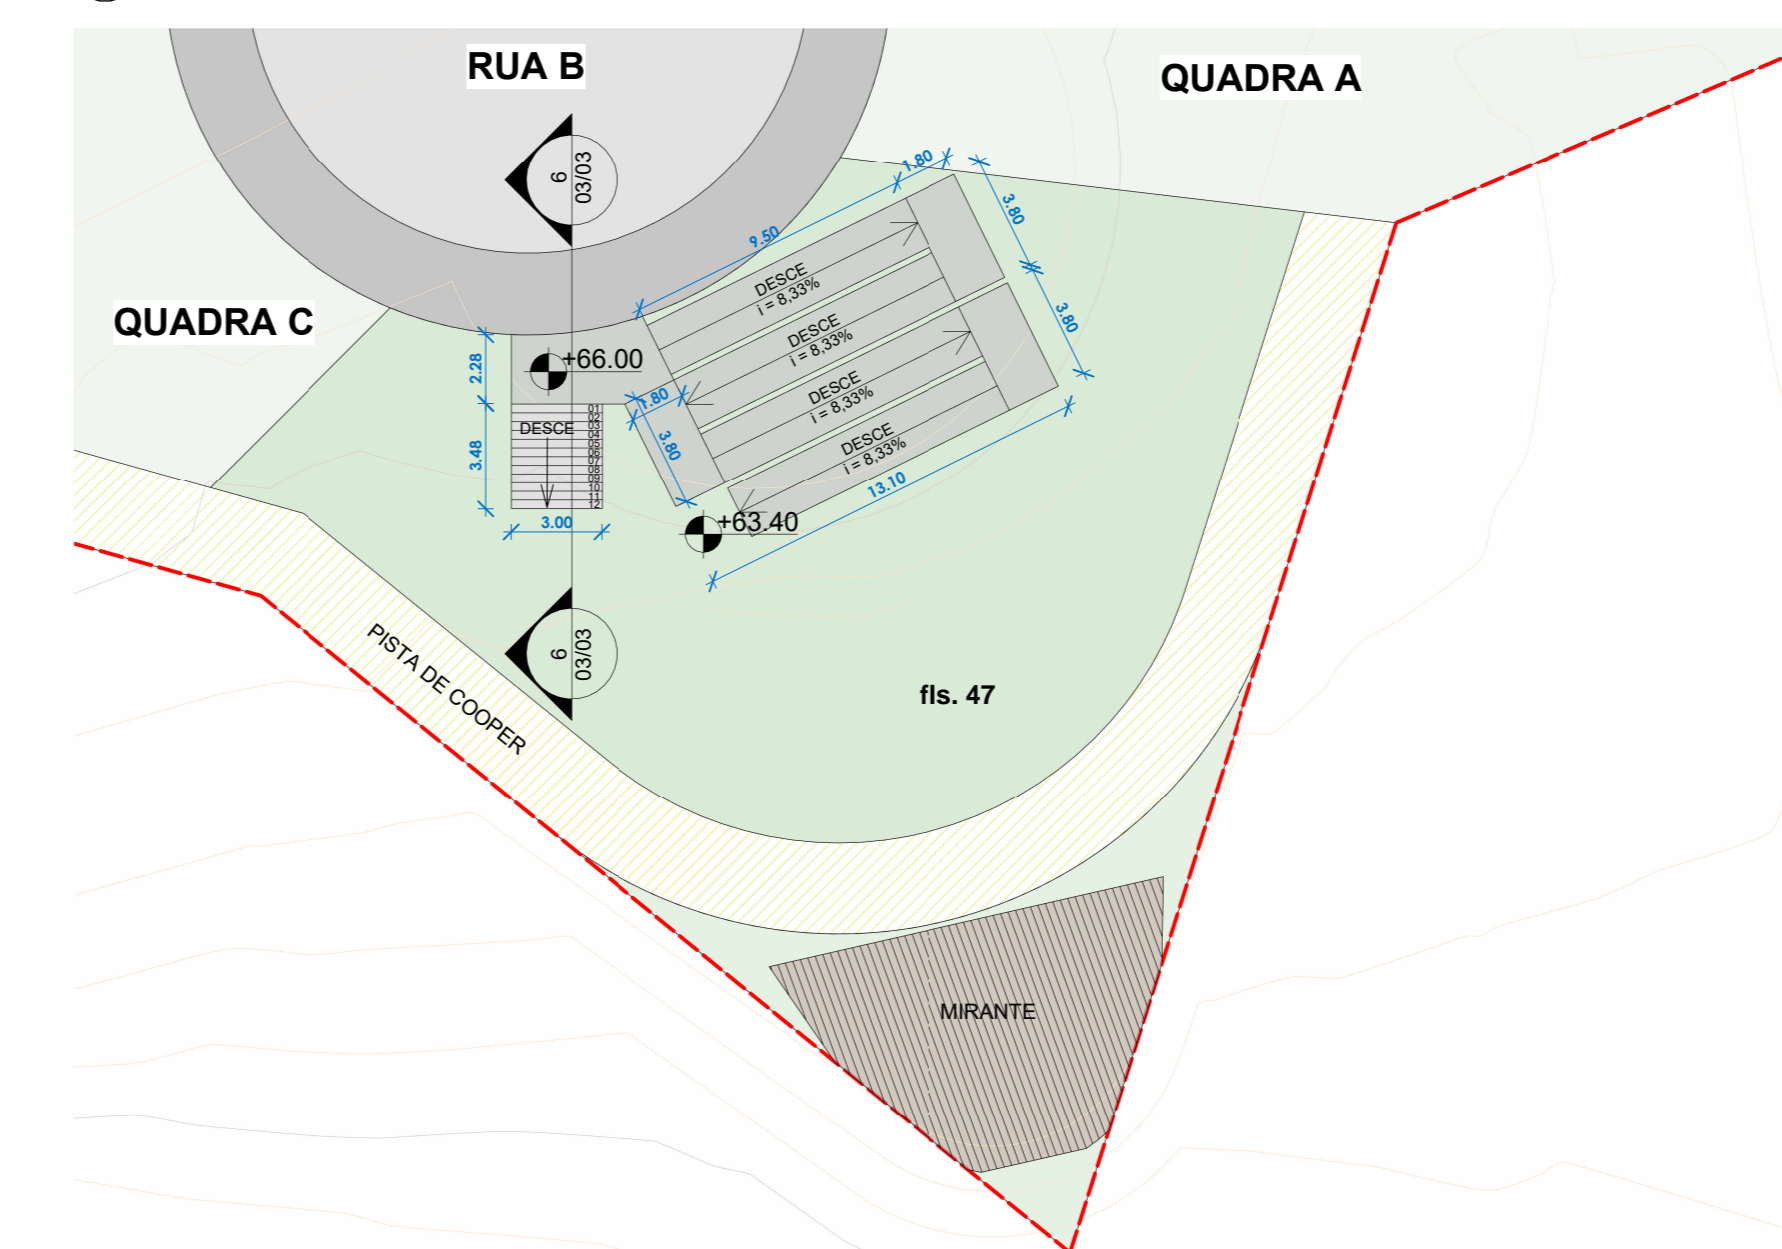 RUA B
QUADRA A
6
03/03
1.80
3.80
9.50
DESCE
i = 8,33%
QUADRA C
3.80
DESCE
i = 8,33%
2.28
+66.00
DESCE
i = 8,33%
1.80
01
02
DESCE
03
04
05
06
07
08
09
10
11
12
3.48
3.80
DESCE
i = 8,33%
13.10
3.00
+63.40
6
03/03
PISTA DE COOPER
fls. 47
MIRANTE